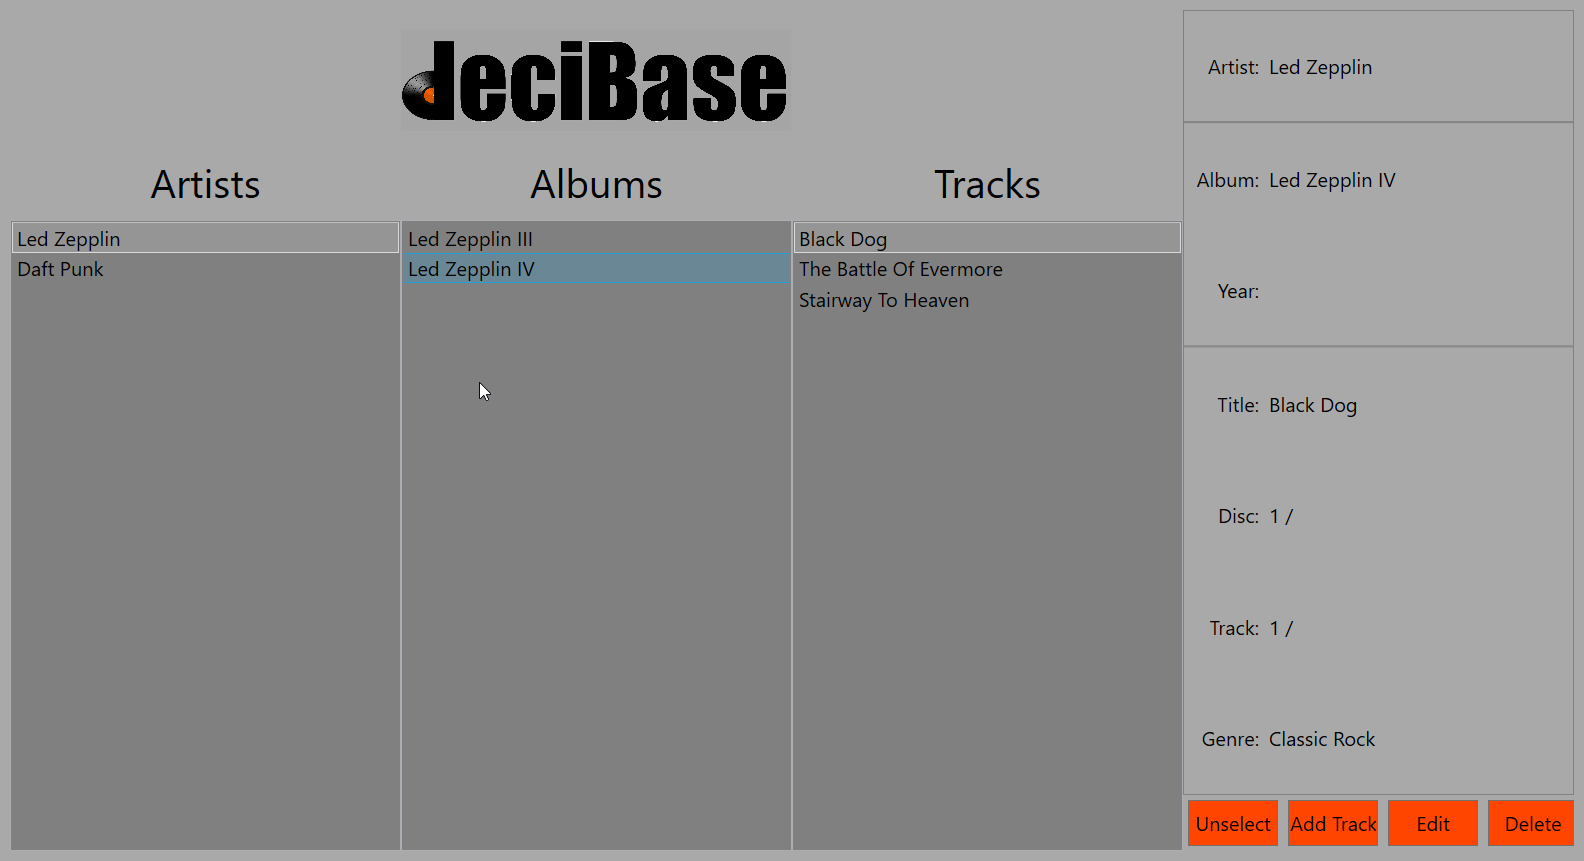 deciBase
Artists
Albums
Tracks
Led Zepplin
Daft Punk
Led Zepplin III
Led Zepplin IV
Black Dog
The Battle Of Evermore
Stairway To Heaven
Artist: Led Zepplin
Album: Led Zepplin IV
Year:
Title: Black Dog
Disc: 1 /
Track: 1 /
Genre: Classic Rock
Unselect
Add Track
Edit
Delete